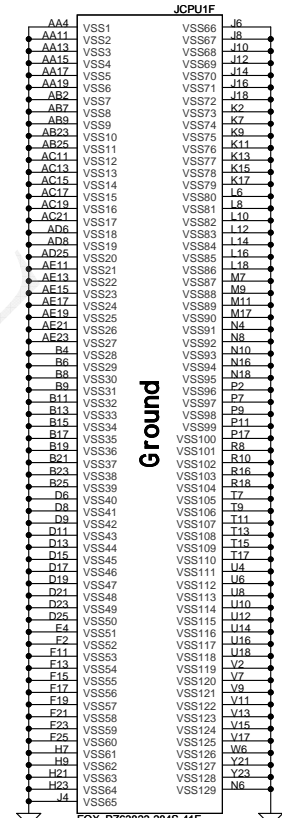 JCPU1F
AA4 VSS1 VSS66 J6
AA11 VSS2 VSS67 J8
AA13 VSS3 VSS68 J10
AA15 VSS4 VSS69 J12
AA17 VSS5 VSS70 J14
AA19 VSS6 VSS71 J16
AB2 VSS7 VSS72 J18
AB7 VSS8 VSS73 K2
AB9 VSS9 VSS74 K7
AB23 VSS10 VSS75 K9
AB25 VSS11 VSS76 K11
AC11 VSS12 VSS77 K13
AC13 VSS13 VSS78 K15
AC15 VSS14 VSS79 K17
AC17 VSS15 VSS80 L6
AC19 VSS16 VSS81 L8
AC21 VSS17 VSS82 L10
AD6 VSS18 VSS83 L12
AD8 VSS19 VSS84 L14
AD25 VSS20 VSS85 L16
AE11 VSS21 VSS86 L18
AE13 VSS22 VSS87 M7
AE15 VSS23 VSS88 M9
AE17 VSS24 VSS89 M11
AE19 VSS25 VSS90 M17
AE21 VSS26 VSS91 N4
AE23 VSS27 VSS92 N8
B4 VSS28 VSS93 N10
B6 VSS29 VSS94 N16
B8 VSS30 VSS95 N18
B9 VSS31 VSS96 P2
B11 VSS32 VSS97 P7
B13 VSS33 VSS98 P9
B15 VSS34 VSS99 P11
B17 VSS35 VSS100 P17
B19 VSS36 VSS101 R8
B21 VSS37 VSS102 R10
B23 VSS38 VSS103 R16
B25 VSS39 VSS104 R18
D6 VSS40 VSS105 T7
D8 VSS41 VSS106 T9
D9 VSS42 VSS107 T11
D11 VSS43 VSS108 T13
D13 VSS44 VSS109 T15
D15 VSS45 VSS110 T17
D17 VSS46 VSS111 U4
D19 VSS47 VSS112 U6
D21 VSS48 VSS113 U8
D23 VSS49 VSS114 U10
D25 VSS50 VSS115 U12
E4 VSS51 VSS116 U14
F2 VSS52 VSS117 U16
F11 VSS53 VSS118 U18
F13 VSS54 VSS119 V2
F15 VSS55 VSS120 V7
F17 VSS56 VSS121 V9
F19 VSS57 VSS122 V11
F21 VSS58 VSS123 V13
F23 VSS59 VSS124 V15
F25 VSS60 VSS125 V17
H7 VSS61 VSS126 W6
H9 VSS62 VSS127 Y21
H21 VSS63 VSS128 Y23
H23 VSS64 VSS129 N6
J4 VSS65
Ground